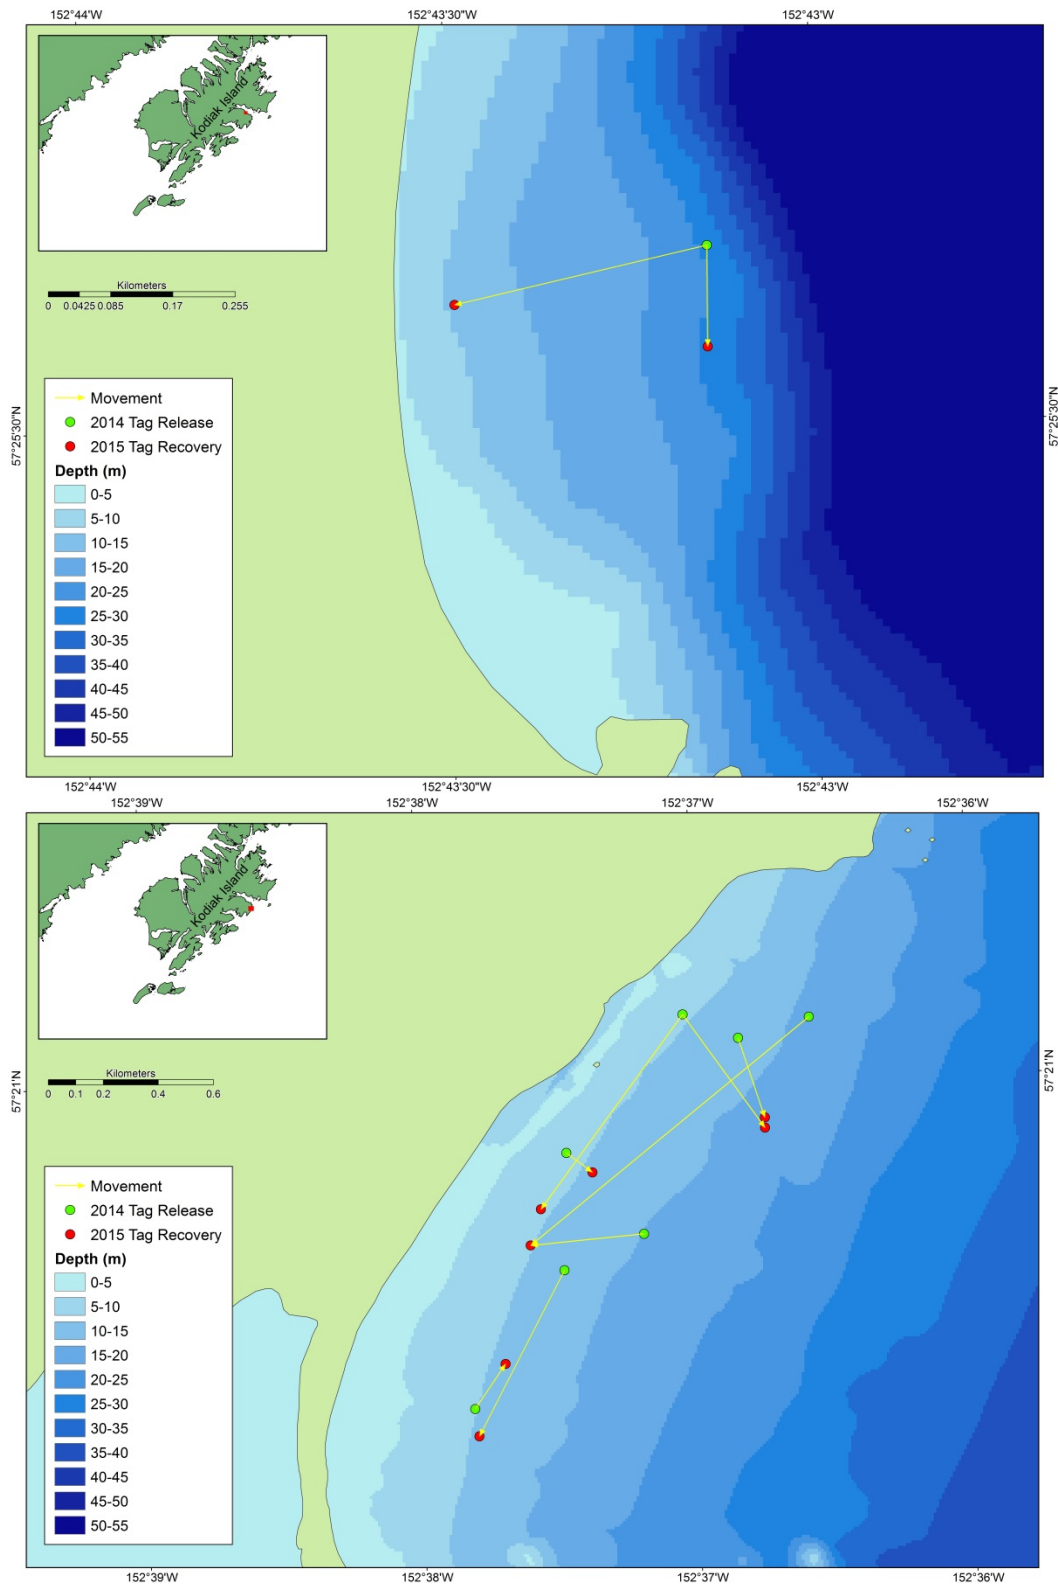 152°44'W 152°43'30"W 152°43'W
Kodiak Island
Kilometers
0 0.0425 0.085 0.17 0.255
57°25'30"N
57°25'30"N
Movement
2014 Tag Release
2015 Tag Recovery
Depth (m)
0-5
5-10
10-15
15-20
20-25
25-30
30-35
35-40
40-45
45-50
50-55
152°44'W 152°43'30"W 152°43'W
152°39'W 152°38'W 152°37'W 152°36'W
Kodiak Island
Kilometers
0 0.1 0.2 0.4 0.6
57°21'N
57°21'N
Movement
2014 Tag Release
2015 Tag Recovery
Depth (m)
0-5
5-10
10-15
15-20
20-25
25-30
30-35
35-40
40-45
45-50
50-55
152°39'W 152°38'W 152°37'W 152°36'W